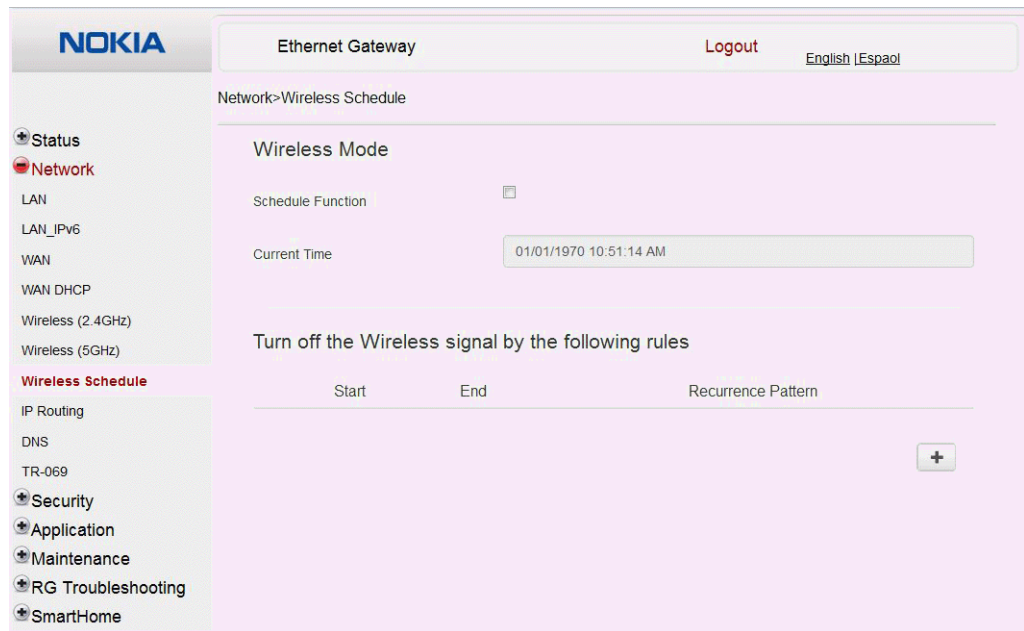 NOKIA
Ethernet Gateway
Logout
English | Espaol
Network>Wireless Schedule
Status
Network
LAN
LAN_IPv6
WAN
WAN DHCP
Wireless (2.4GHz)
Wireless (5GHz)
Wireless Schedule
IP Routing
DNS
TR-069
Security
Application
Maintenance
RG Troubleshooting
SmartHome
Wireless Mode
Schedule Function
Current Time
01/01/1970 10:51:14 AM
Turn off the Wireless signal by the following rules
Start End Recurrence Pattern
+